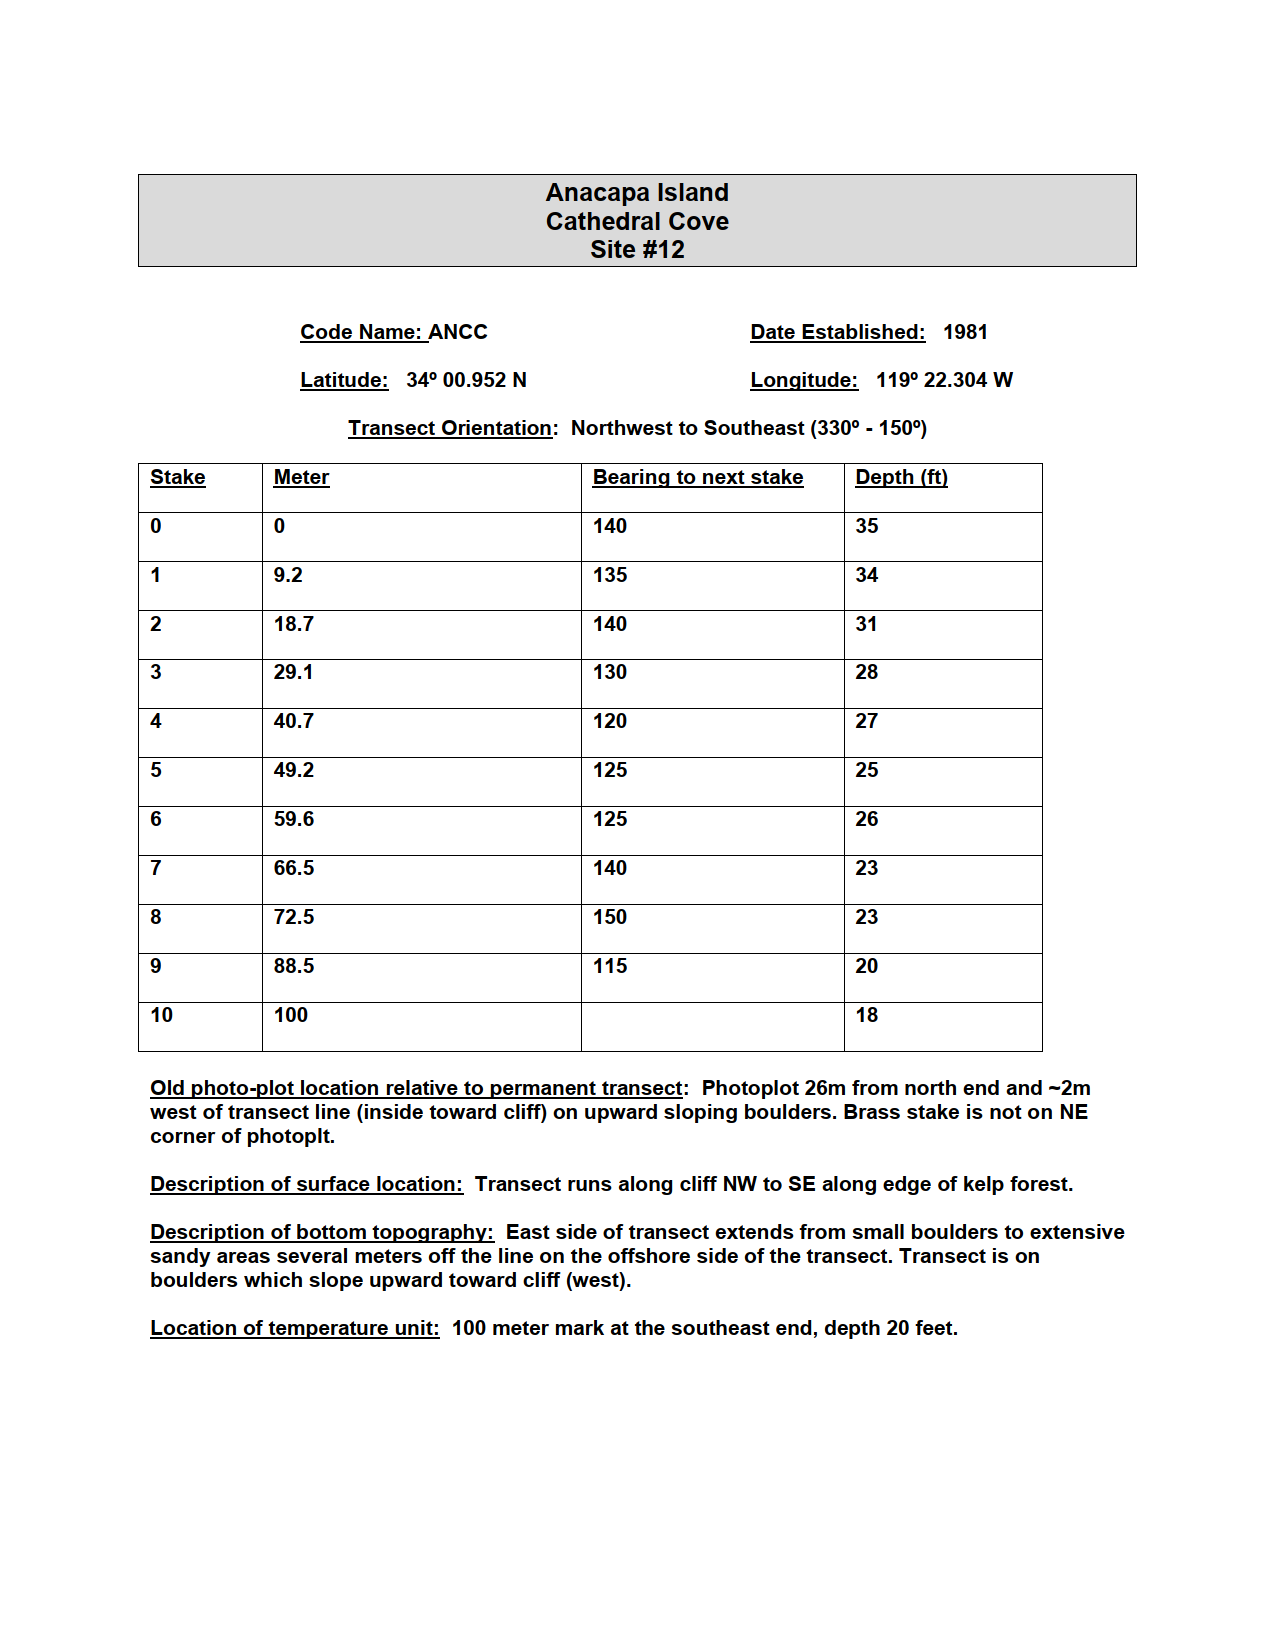 Anacapa Island
Cathedral Cove
Site #12
Code Name: ANCC Date Established: 1981
Latitude: 34º 00.952 N Longitude: 119º 22.304 W
Transect Orientation: Northwest to Southeast (330º - 150º)
Stake Meter Bearing to next stake Depth (ft)
0 0 140 35
1 9.2 135 34
2 18.7 140 31
3 29.1 130 28
4 40.7 120 27
5 49.2 125 25
6 59.6 125 26
7 66.5 140 23
8 72.5 150 23
9 88.5 115 20
10 100 18
Old photo-plot location relative to permanent transect: Photoplot 26m from north end and ~2m
west of transect line (inside toward cliff) on upward sloping boulders. Brass stake is not on NE
corner of photoplt.
Description of surface location: Transect runs along cliff NW to SE along edge of kelp forest.
Description of bottom topography: East side of transect extends from small boulders to extensive
sandy areas several meters off the line on the offshore side of the transect. Transect is on
boulders which slope upward toward cliff (west).
Location of temperature unit: 100 meter mark at the southeast end, depth 20 feet.